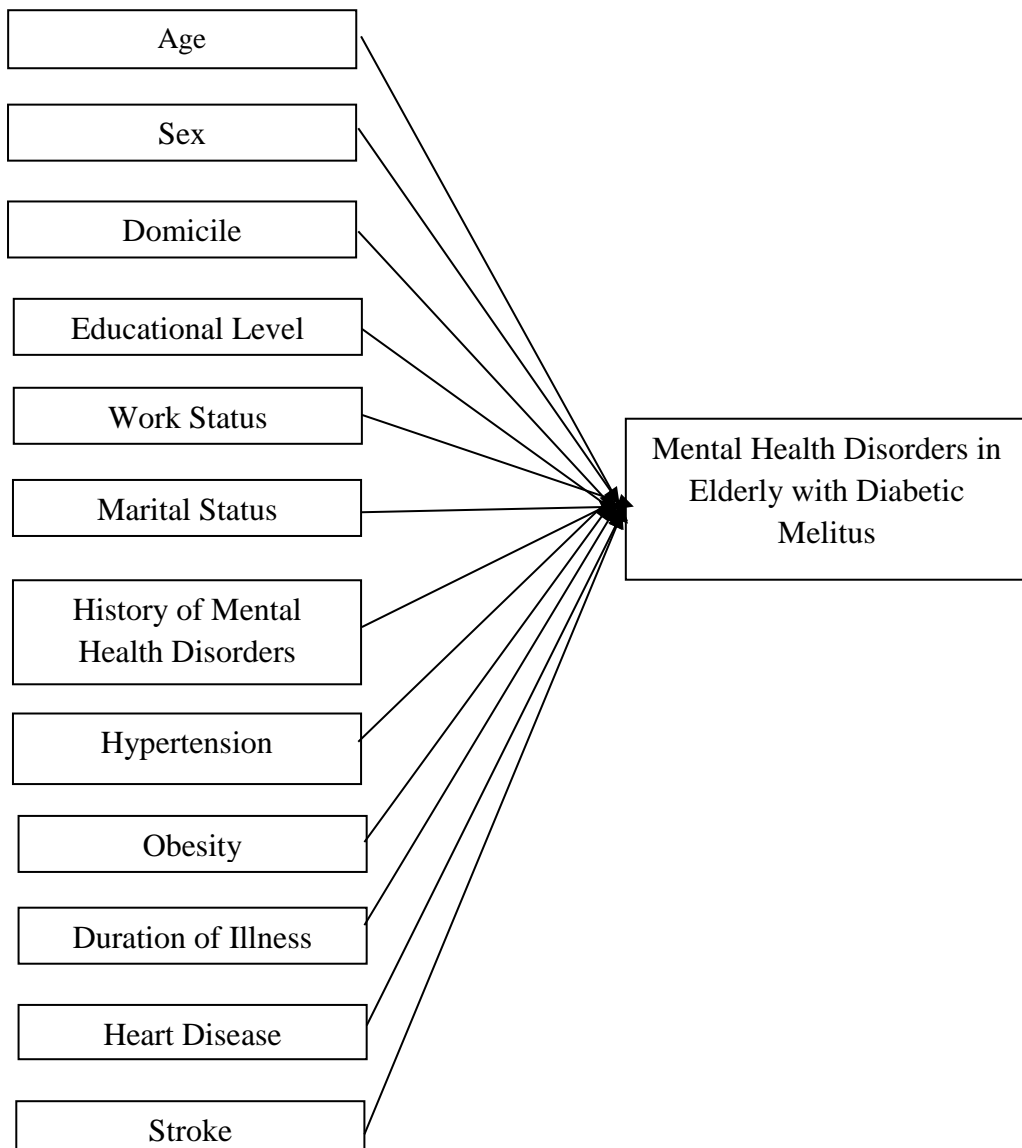 Age
Sex
Domicile
Educational Level
Work Status
Marital Status
History of Mental
Health Disorders
Hypertension
Obesity
Duration of Illness
Heart Disease
Stroke
Mental Health Disorders in
Elderly with Diabetic
Melitus